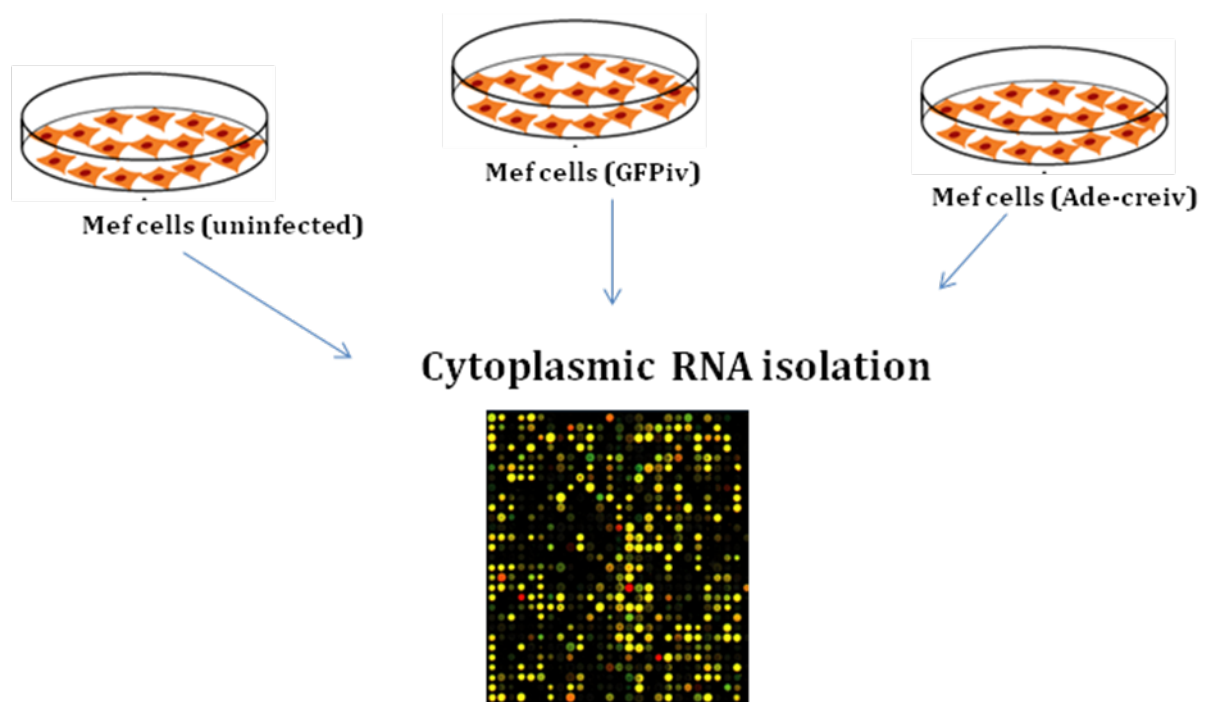 Mef cells (uninfected)
Mef cells (GFPiv)
Mef cells (Ade-creiv)
Cytoplasmic RNA isolation